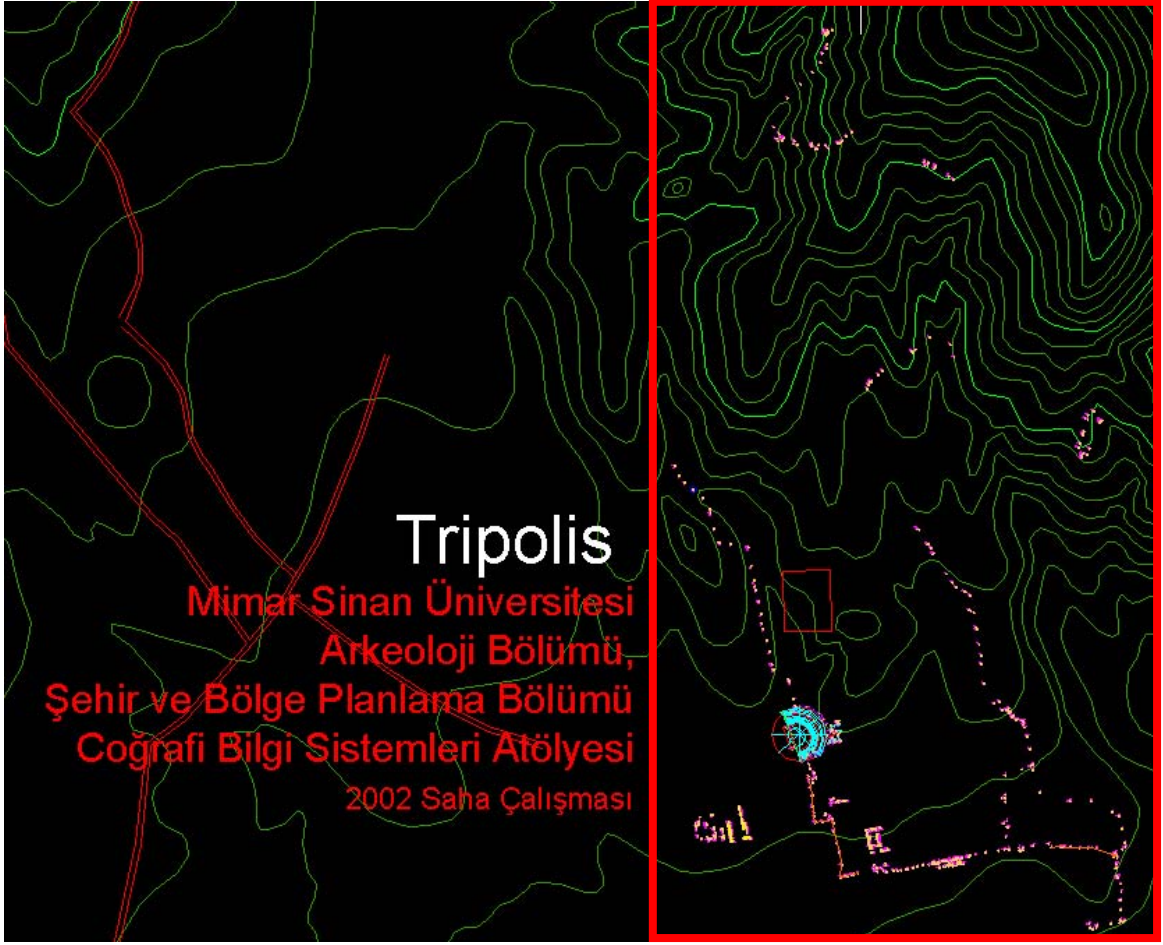 Tripolis
Mimar Sinan Üniversitesi
Arkeoloji Bölümü,
Şehir ve Bölge Planlama Bölümü
Coğrafi Bilgi Sistemleri Atölyesi
2002 Saha Çalışması